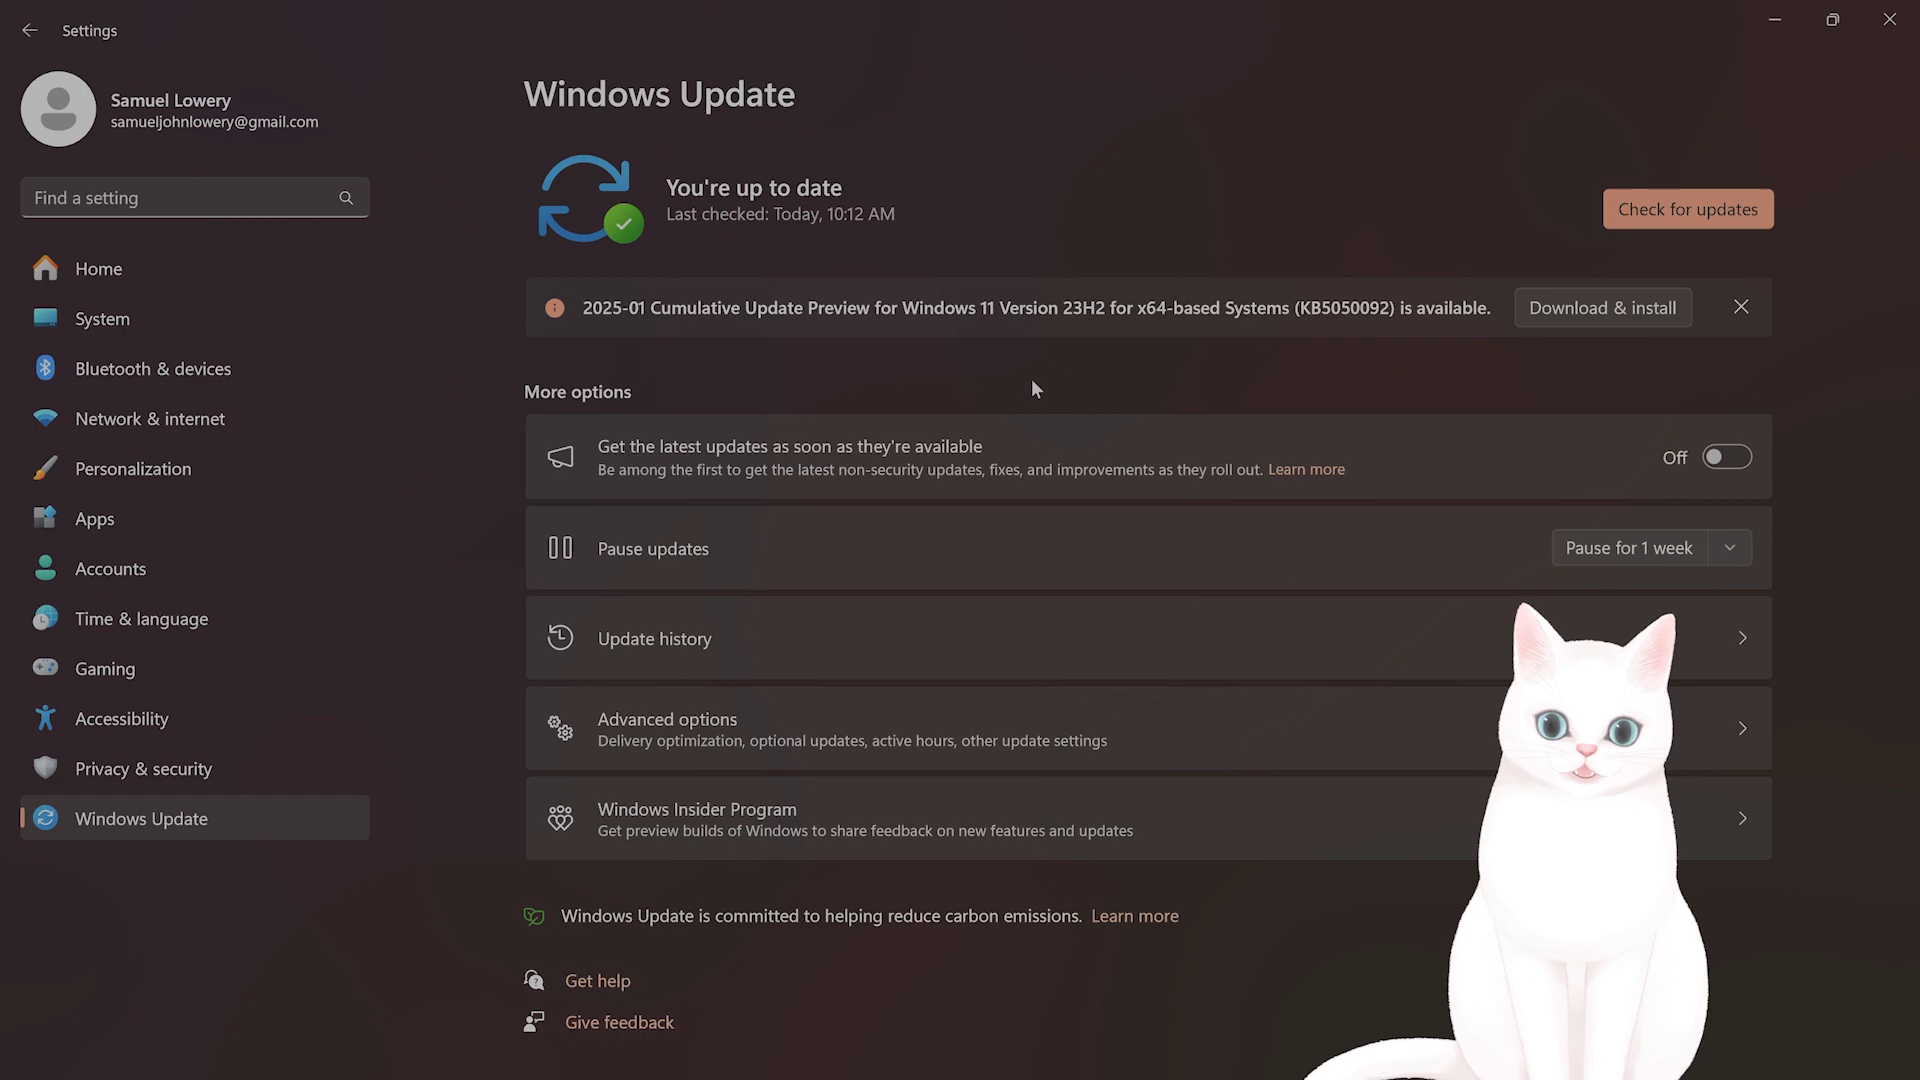 Settings
Samuel Lowery
samueljohnlowery@gmail.com
Find a setting
Home
System
Bluetooth & devices
Network & internet
Personalization
Apps
Accounts
Time & language
Gaming
Accessibility
Privacy & security
Windows Update
Windows Update
You're up to date
Last checked: Today, 10:12 AM
Check for updates
2025-01 Cumulative Update Preview for Windows 11 Version 23H2 for x64-based Systems (KB5050092) is available.
Download & install
More options
Get the latest updates as soon as they're available
Be among the first to get the latest non-security updates, fixes, and improvements as they roll out. Learn more
Off
Pause updates
Pause for 1 week
Update history
Advanced options
Delivery optimization, optional updates, active hours, other update settings
Windows Insider Program
Get preview builds of Windows to share feedback on new features and updates
Windows Update is committed to helping reduce carbon emissions. Learn more
Get help
Give feedback